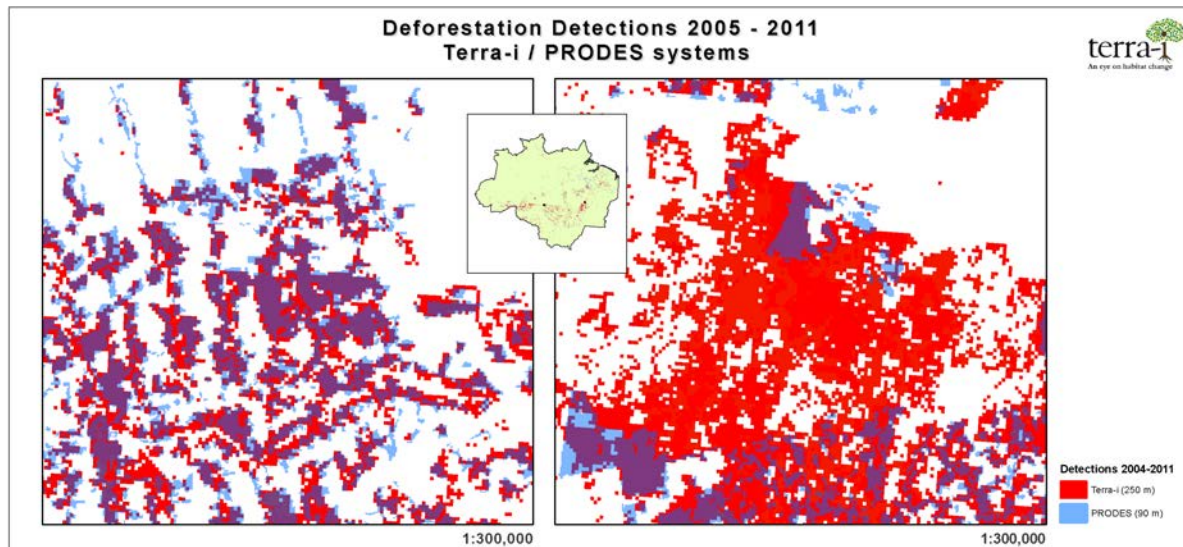 Deforestation Detections 2005 - 2011
Terra-i / PRODES systems
terra-i
An eye on habitat change
1:300,000
1:300,000
Detections 2004-2011
Terra-i (250 m)
PRODES (90 m)